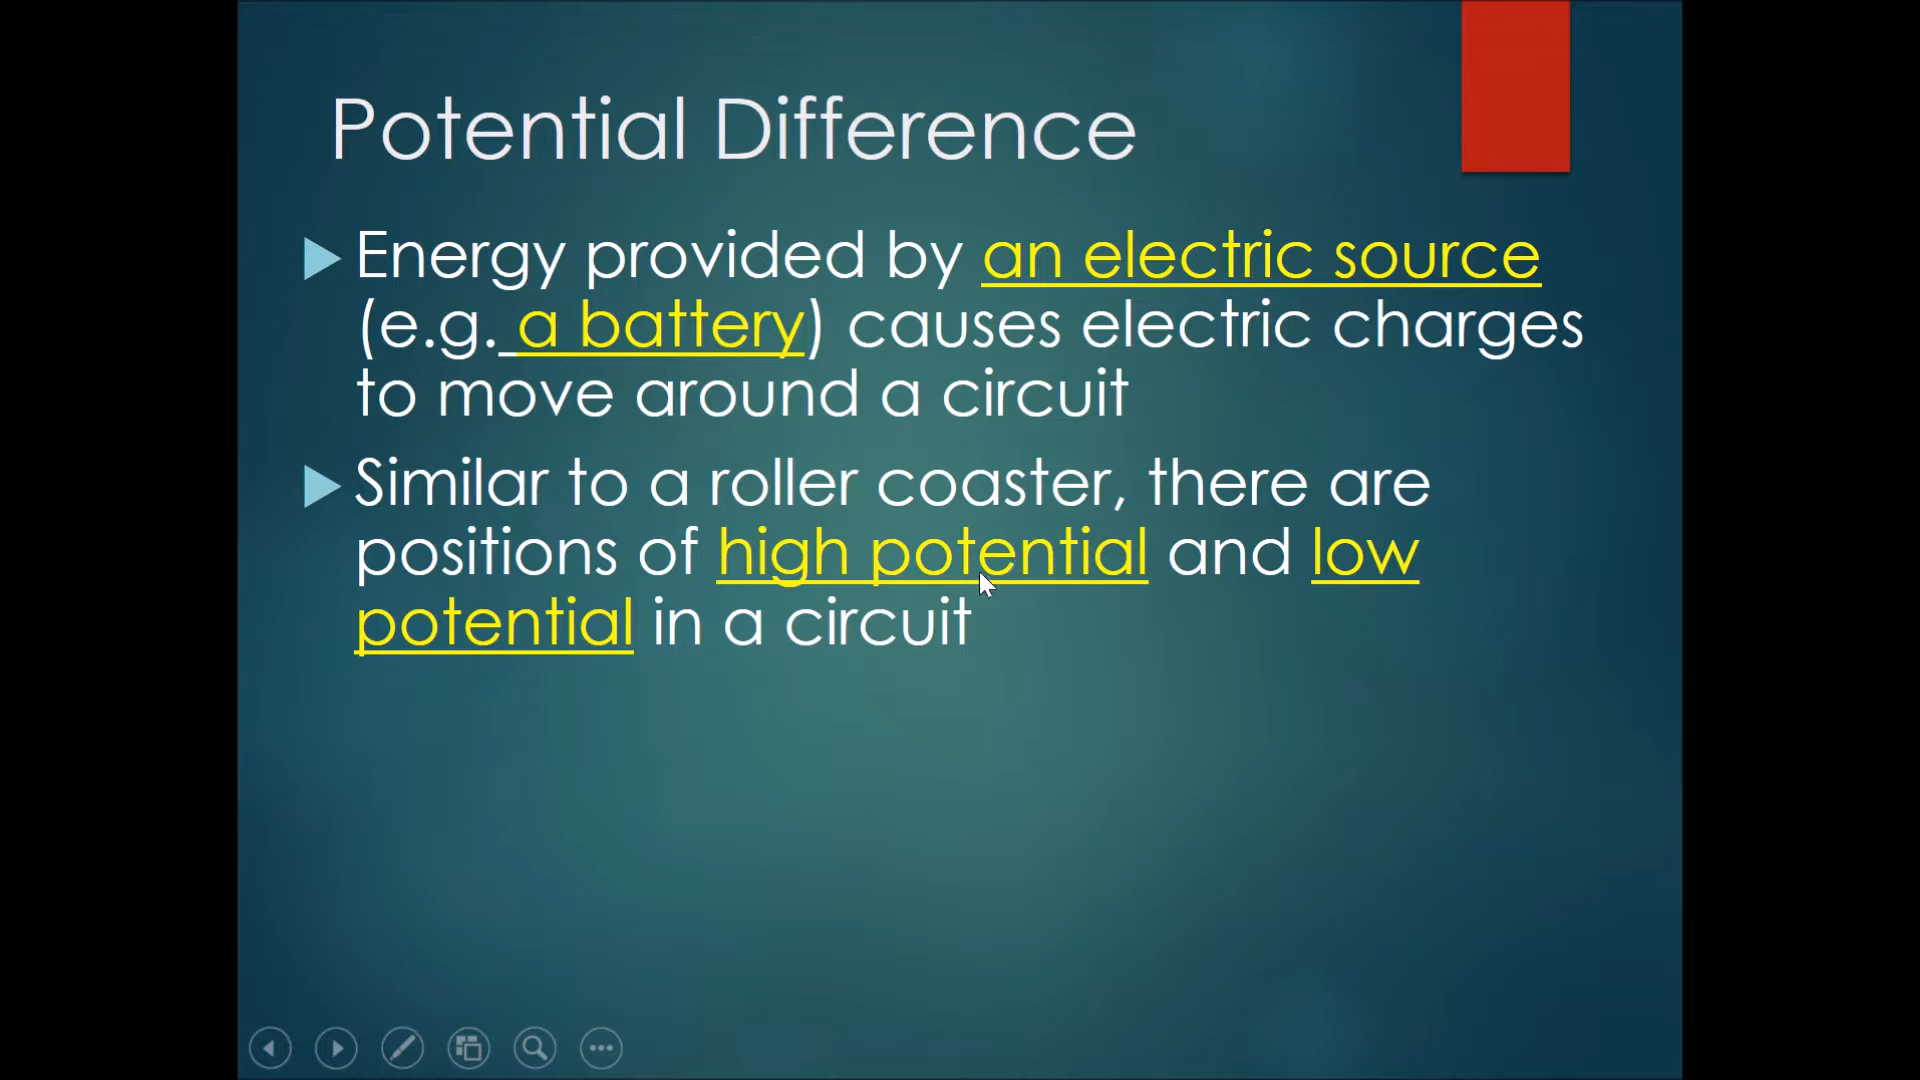 Potential Difference
Energy provided by an electric source
(e.g. a battery) causes electric charges
to move around a circuit
Similar to a roller coaster, there are
positions of high potential and low
potential in a circuit